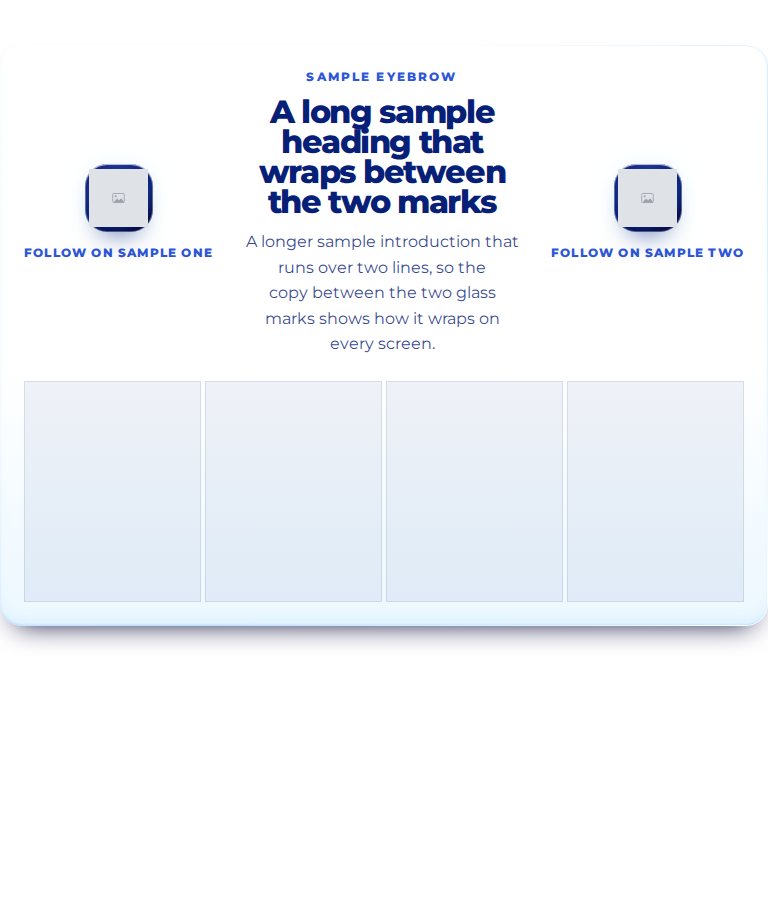 SAMPLE EYEBROW
A long sample
heading that
wraps between
the two marks
FOLLOW ON SAMPLE ONE
FOLLOW ON SAMPLE TWO
A longer sample introduction that
runs over two lines, so the
copy between the two glass
marks shows how it wraps on
every screen.